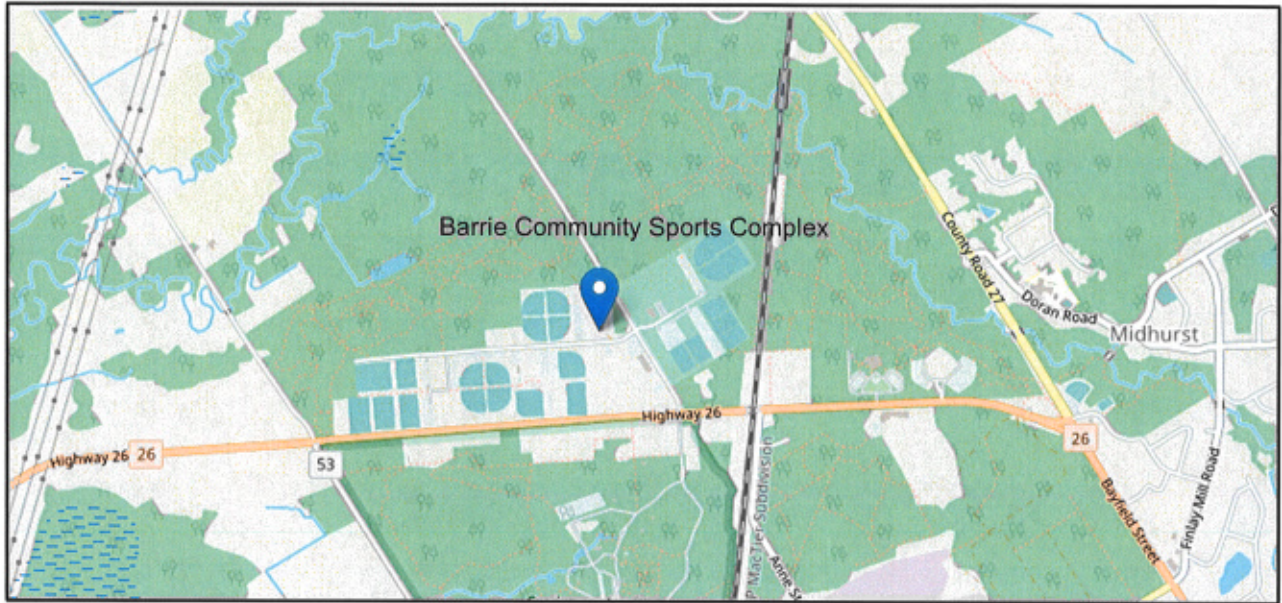 Barrie Community Sports Complex
County Road 27
Doran Road
Midhurst
Highway 26
26
Highway 26
26
53
Bayfield Street
Finlay Mill Road
MacTier Subdivision